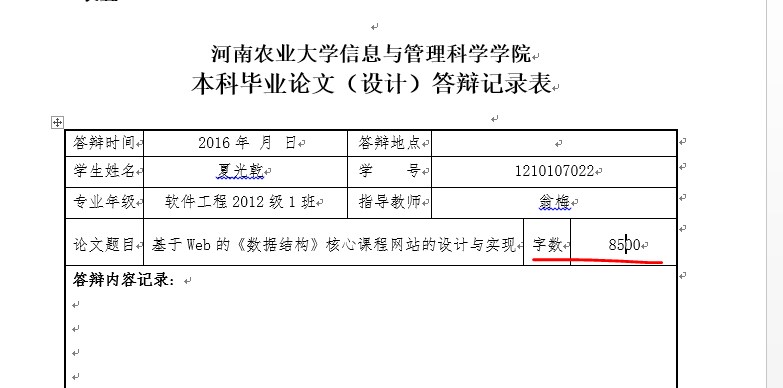 河南农业大学信息与管理科学学院
本科毕业论文（设计）答辩记录表
答辩时间 2016 年 月 日 答辩地点
学生姓名 夏光乾 学 号 1210107022
专业年级 软件工程 2012 级 1 班 指导教师 翁梅
论文题目 基于 Web 的《数据结构》核心课程网站的设计与实现 字数 8500
答辩内容记录：